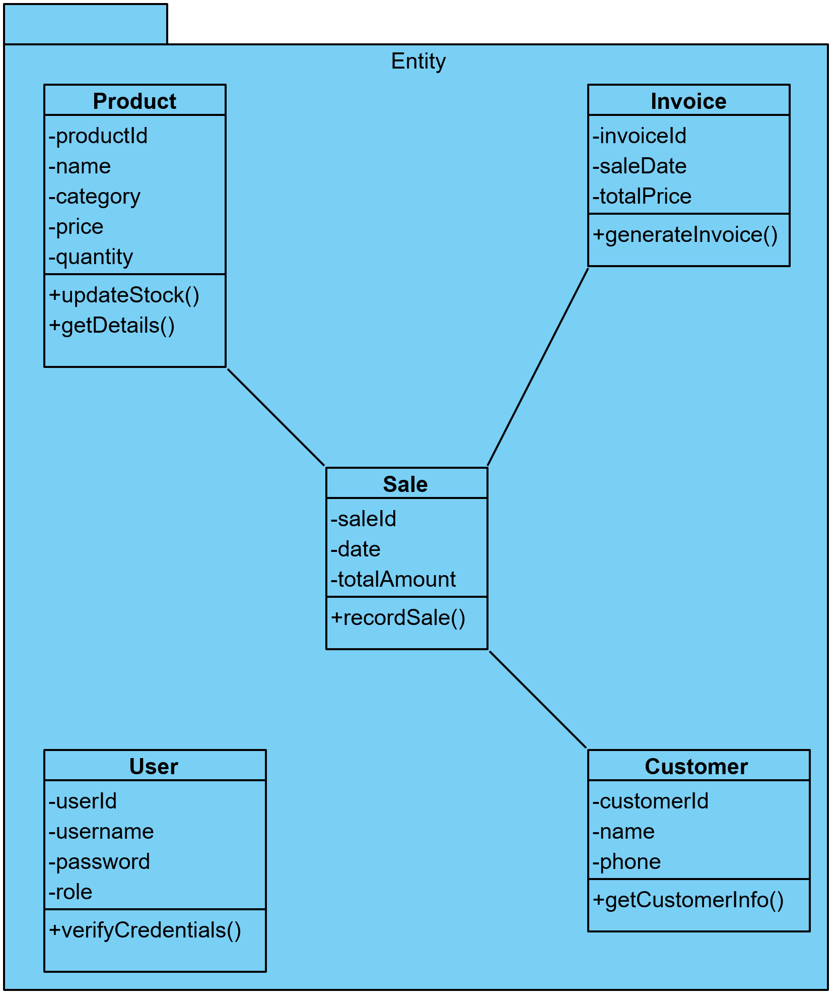 Entity
Product
-productId
-name
-category
-price
-quantity
+updateStock()
+getDetails()
Invoice
-invoiceId
-saleDate
-totalPrice
+generateInvoice()
Sale
-saleId
-date
-totalAmount
+recordSale()
User
-userId
-username
-password
-role
+verifyCredentials()
Customer
-customerId
-name
-phone
+getCustomerInfo()